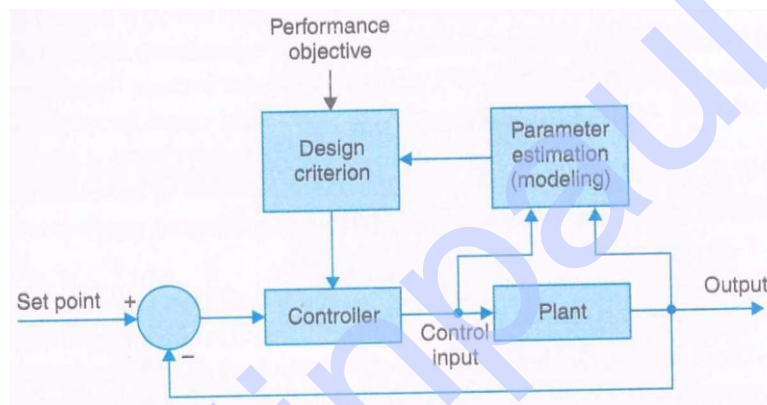 Performance
objective
Design
criterion
Parameter
estimation
(modeling)
Set point
+
−
Controller
Control
input
Plant
Output